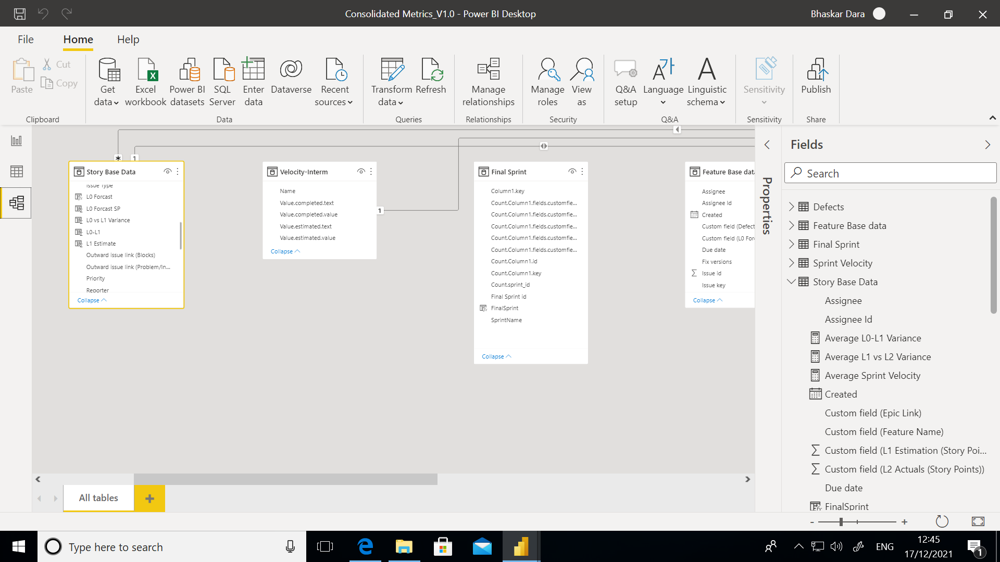 Consolidated Metrics_V1.0 - Power BI Desktop
Bhaskar Dara
File
Home
Help
Paste
Cut
Copy
Clipboard
Get data
Excel workbook
Power BI datasets
SQL Server
Enter data
Dataverse
Recent sources
Data
Transform data
Refresh
Queries
Manage relationships
Relationships
Manage roles
View as
Security
Q&A setup
Language
Linguistic schema
Q&A
Sensitivity
Sensitivity
Publish
Share
* 1
Story Base Data
Issue Type
L0 Forcast
L0 Forcast SP
L0 vs L1 Variance
L0-L1
L1 Estimate
Outward issue link (Blocks)
Outward issue link (Problem/In...
Priority
Reporter
Collapse
Velocity-Interm
Name
Value.completed.text
Value.completed.value
Value.estimated.text
Value.estimated.value
Collapse
1
Final Sprint
Column1.key
Count.Column1.fields.customfie...
Count.Column1.fields.customfie...
Count.Column1.fields.customfie...
Count.Column1.fields.customfie...
Count.Column1.fields.customfie...
Count.Column1.id
Count.Column1.key
Count.sprint_id
Final Sprint id
FinalSprint
SprintName
Collapse
Feature Base data
Assignee
Assignee Id
Created
Custom field (Defect
Custom field (L0 For
Due date
Fix versions
Issue id
Issue key
Collapse
Properties
Fields
Search
Defects
Feature Base data
Final Sprint
Sprint Velocity
Story Base Data
Assignee
Assignee Id
Average L0-L1 Variance
Average L1 vs L2 Variance
Average Sprint Velocity
Created
Custom field (Epic Link)
Custom field (Feature Name)
Custom field (L1 Estimation (Story Poi...
Custom field (L2 Actuals (Story Points))
Due date
FinalSprint
All tables
Type here to search
ENG
12:45
17/12/2021
1